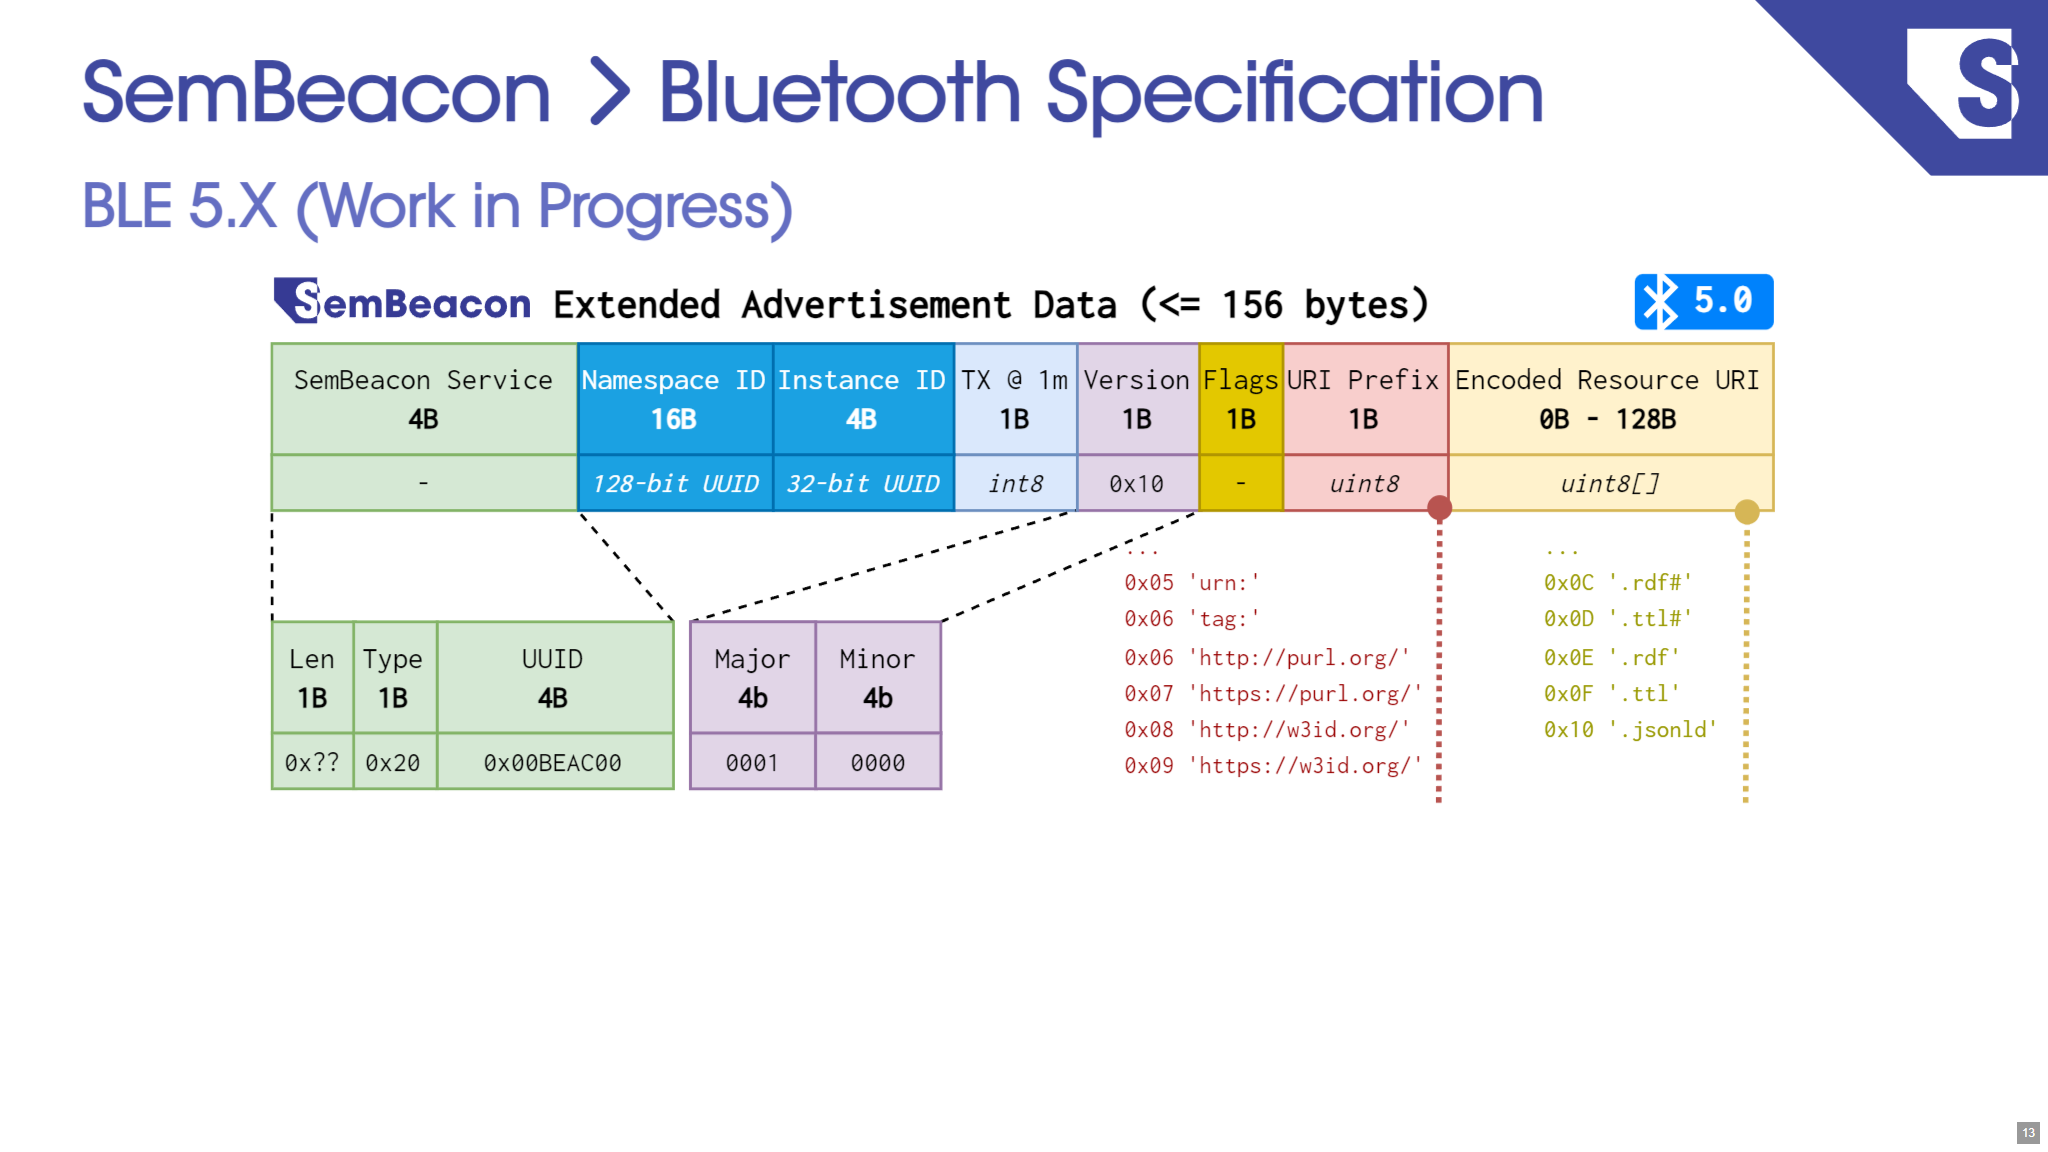 SemBeacon > Bluetooth Specification
BLE 5.X (Work in Progress)
SemBeacon Extended Advertisement Data (<= 156 bytes)
5.0
SemBeacon Service Namespace ID Instance ID TX @ 1m Version Flags URI Prefix Encoded Resource URI
4B 16B 4B 1B 1B 1B 1B 0B - 128B
- 128-bit UUID 32-bit UUID int8 0x10 - uint8 uint8[]
Len Type UUID
1B 1B 4B
0x?? 0x20 0x00BEAC00
Major Minor
4b 4b
0001 0000
...
0x05 'urn:'
0x06 'tag:'
0x06 'http://purl.org/'
0x07 'https://purl.org/'
0x08 'http://w3id.org/'
0x09 'https://w3id.org/'
...
0x0C '.rdf#'
0x0D '.ttl#'
0x0E '.rdf'
0x0F '.ttl'
0x10 '.jsonld'
S
13